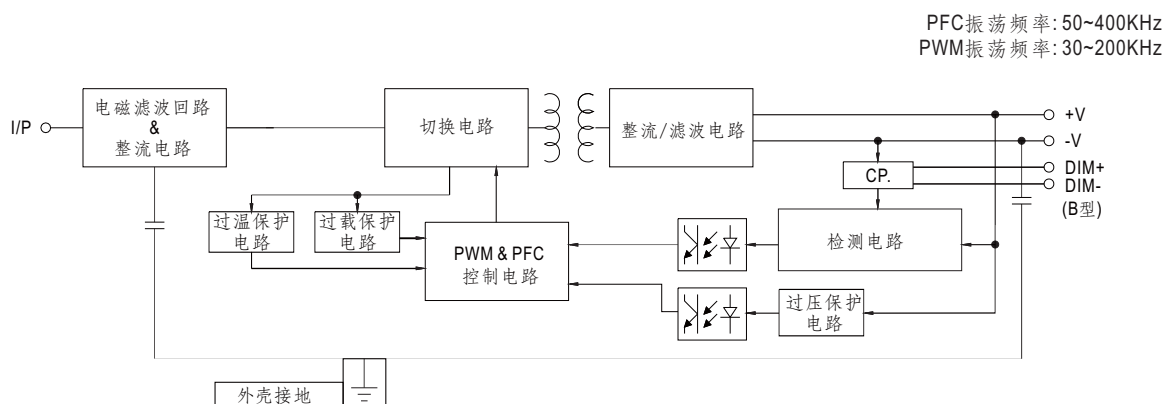 PFC振荡频率: 50~400KHz
PWM振荡频率: 30~200KHz
I/P
电磁滤波回路
&
整流电路
切换电路
整流/滤波电路
+V
-V
DIM+
DIM-
(B型)
CP.
过温保护
电路
过载保护
电路
PWM & PFC
控制电路
检测电路
过压保护
电路
外壳接地